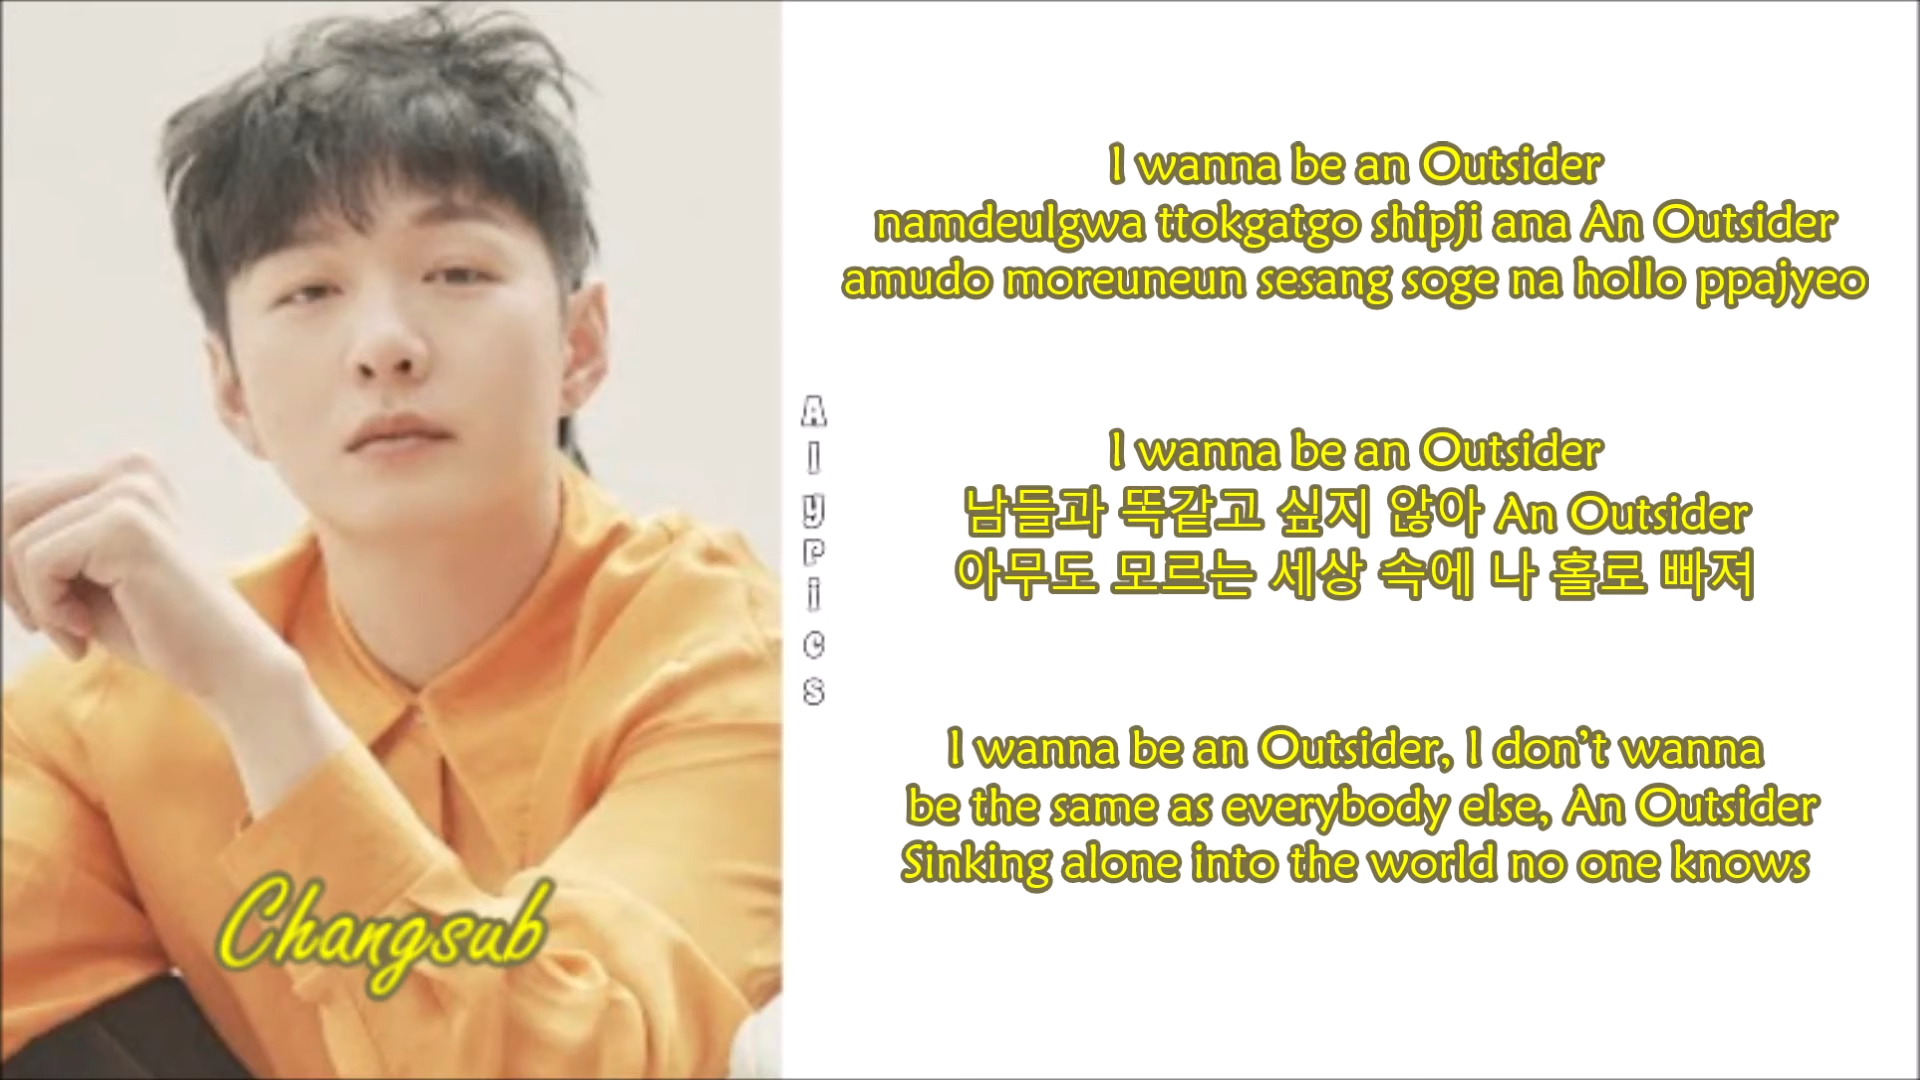 I wanna be an Outsider
namdeulgwa ttokgatgo shipji ana An Outsider
amudo moreuneun sesang soge na hollo ppajyeo
I wanna be an Outsider
남들과 똑같고 싶지 않아 An Outsider
아무도 모르는 세상 속에 나 홀로 빠져
I wanna be an Outsider, I don’t wanna
be the same as everybody else, An Outsider
Sinking alone into the world no one knows
Alypics
Changsub